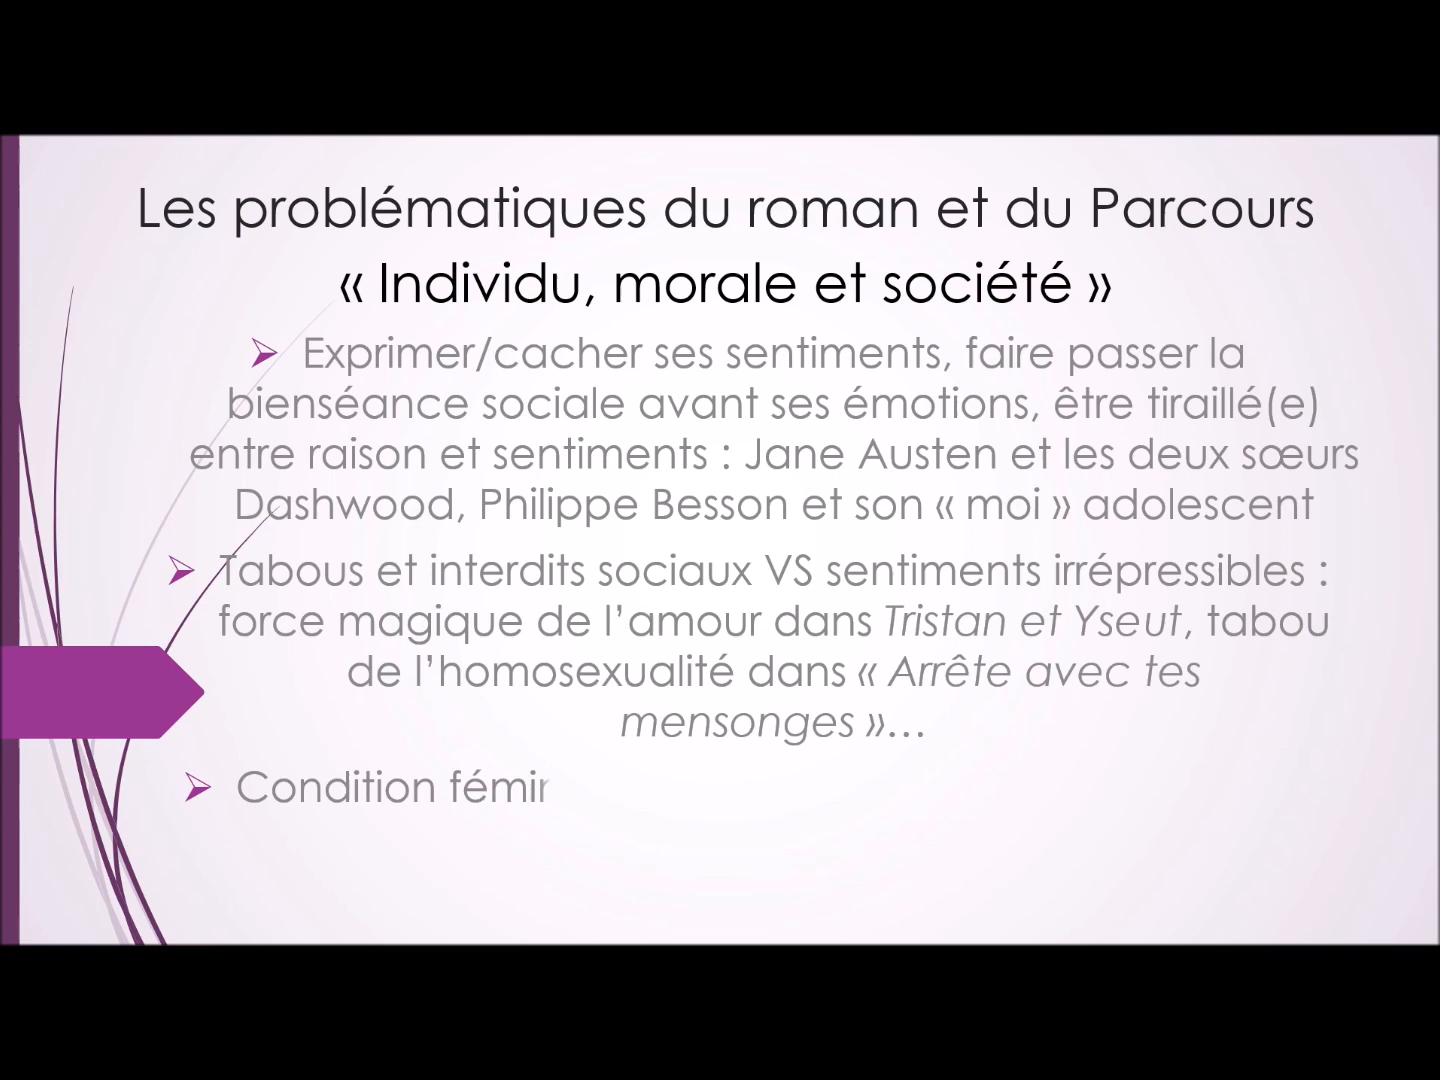 Les problématiques du roman et du Parcours
« Individu, morale et société »
Exprimer/cacher ses sentiments, faire passer la
bienséance sociale avant ses émotions, être tiraillé(e)
entre raison et sentiments : Jane Austen et les deux sœurs
Dashwood, Philippe Besson et son « moi » adolescent
Tabous et interdits sociaux VS sentiments irrépressibles :
force magique de l’amour dans Tristan et Yseut, tabou
de l’homosexualité dans « Arrête avec tes
mensonges »…
Condition